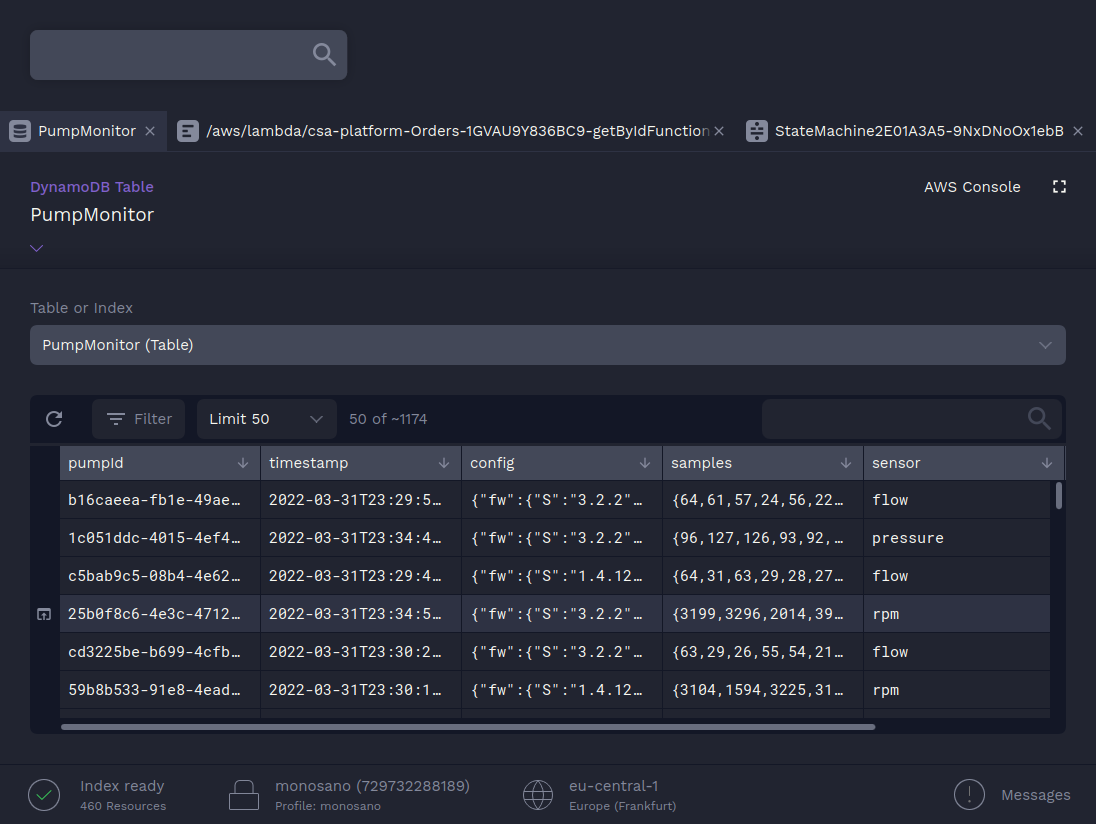 PumpMonitor /aws/lambda/csa-platform-Orders-1GVAU9Y836BC9-getByIdFunction StateMachine2E01A3A5-9NxDNoOx1ebB
DynamoDB Table AWS Console
PumpMonitor
Table or Index
PumpMonitor (Table)
Filter Limit 50 50 of ~1174
pumpId timestamp config samples sensor
b16caeea-fb1e-49ae… 2022-03-31T23:29:5… {"fw":{"S":"3.2.2"… {64,61,57,24,56,22… flow
1c051ddc-4015-4ef4… 2022-03-31T23:34:4… {"fw":{"S":"3.2.2"… {96,127,126,93,92,… pressure
c5bab9c5-08b4-4e62… 2022-03-31T23:29:4… {"fw":{"S":"1.4.12… {64,31,63,29,28,27… flow
25b0f8c6-4e3c-4712… 2022-03-31T23:34:5… {"fw":{"S":"3.2.2"… {3199,3296,2014,39… rpm
cd3225be-b699-4cfb… 2022-03-31T23:30:2… {"fw":{"S":"3.2.2"… {63,29,26,55,54,21… flow
59b8b533-91e8-4ead… 2022-03-31T23:30:1… {"fw":{"S":"1.4.12… {3104,1594,3225,31… rpm
Index ready monosano (729732288189) eu-central-1 Messages
460 Resources Profile: monosano Europe (Frankfurt)